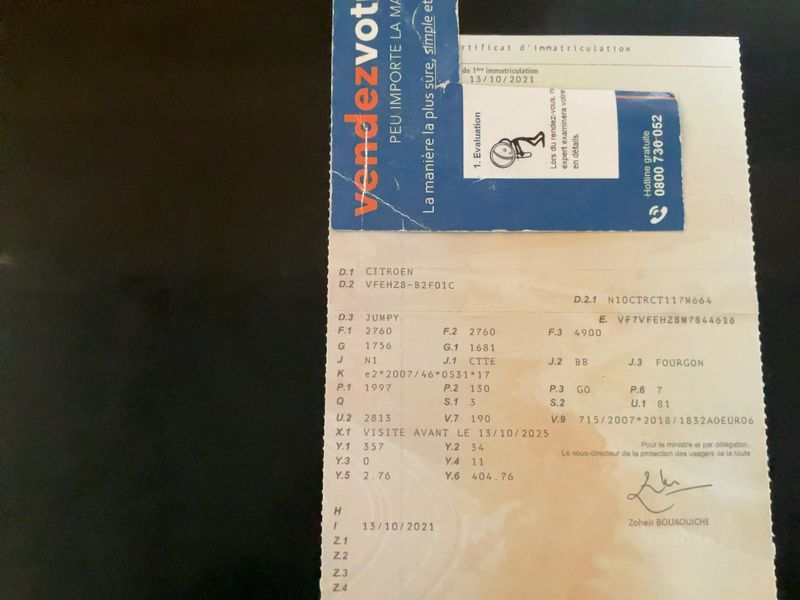 ertificat d'Immatriculation
de 1ère immatriculation
13/10/2021
vendezvot
PEU IMPORTE LA MA
La manière la plus sûre, simple et
1. Evaluation
Lors du rendez-vous, n
expert examinera votre
en détails.
Hotline gratuite
0800 730 052
D.1 CITROEN
D.2 VFEHZ8-B2F01C
D.2.1 N10CTRCT117M664
D.3 JUMPY
E. VF7VFEHZ8M7844616
F.1 2760 F.2 2760 F.3 4900
G 1756 G.1 1681
J N1 J.1 CTTE J.2 BB J.3 FOURGON
K e2*2007/46*0531*17
P.1 1997 P.2 130 P.3 GO P.6 7
Q S.1 3 S.2 U.1 81
U.2 2813 V.7 190 V.9 715/2007*2018/1832AOEURO6
X.1 VISITE AVANT LE 13/10/2025
Y.1 357 Y.2 34
Y.3 0 Y.4 11
Y.5 2.76 Y.6 404.76
Pour le ministre et par délégation,
Le sous-directeur de la protection des usagers de la route
Zoheir BOUAOUICHE
H
I 13/10/2021
Z.1
Z.2
Z.3
Z.4